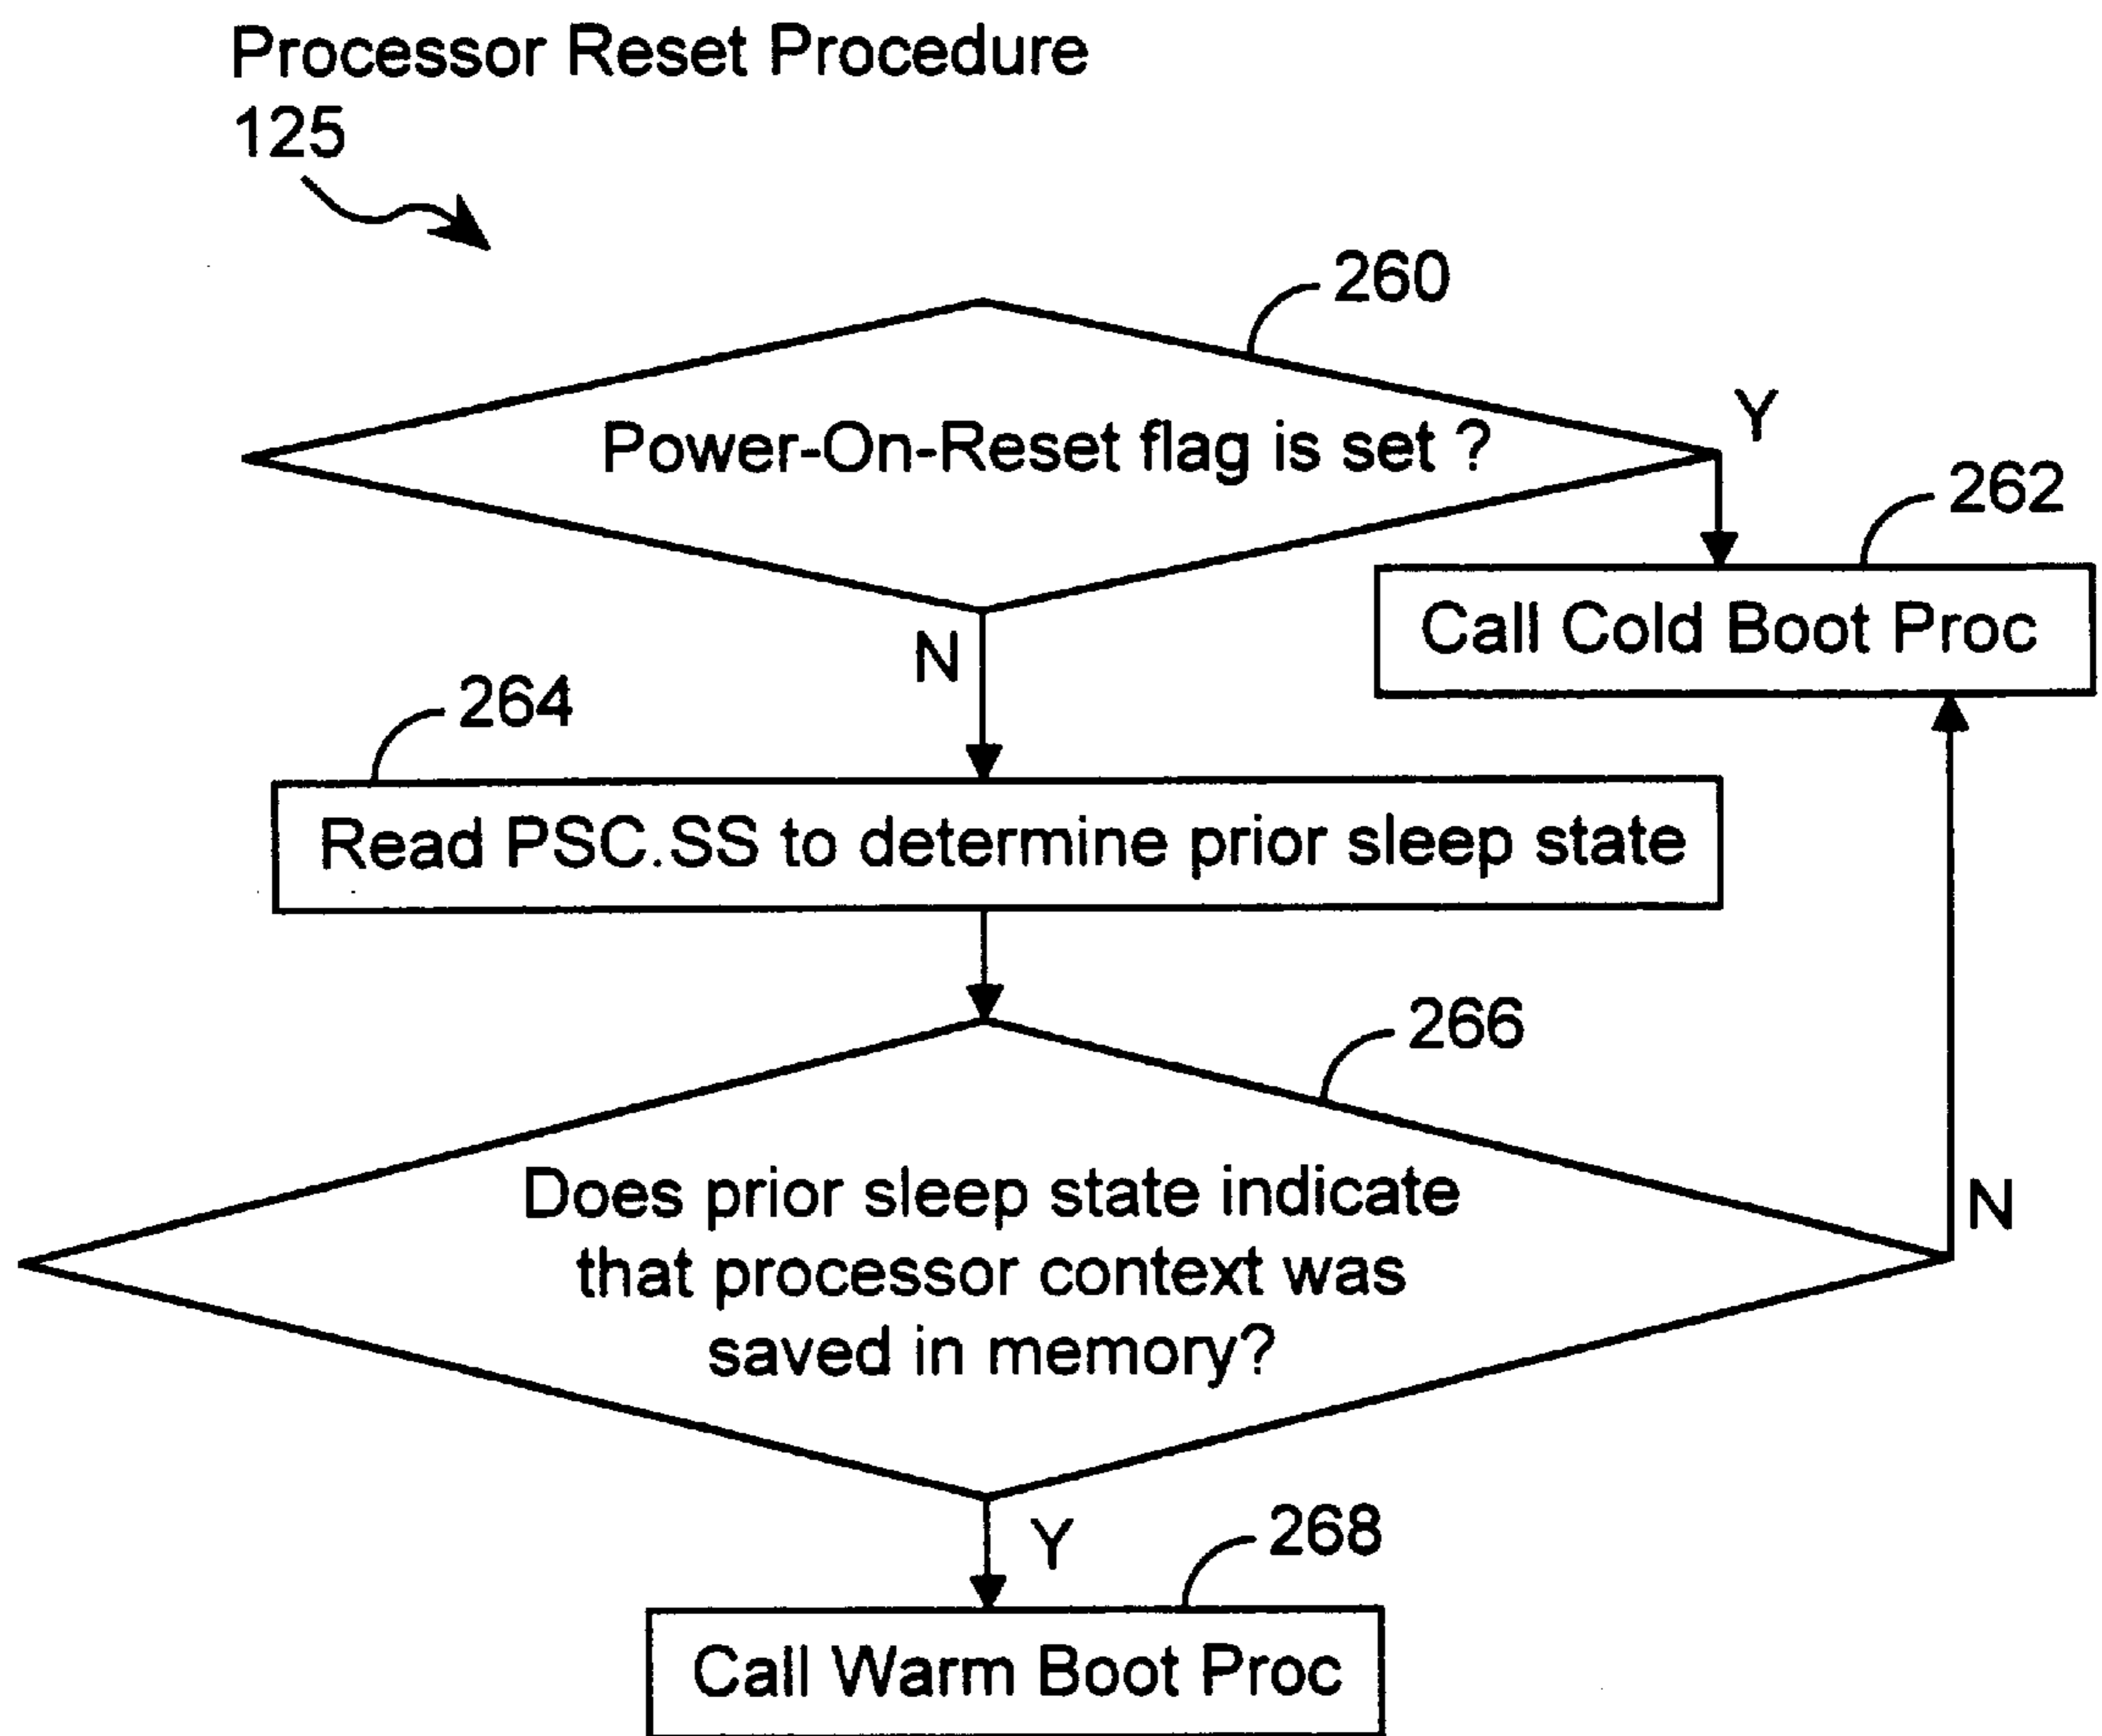 Processor Reset Procedure
125
260
Power-On-Reset flag is set ?
Y
262
Call Cold Boot Proc
N
264
Read PSC.SS to determine prior sleep state
266
Does prior sleep state indicate
that processor context was
saved in memory?
N
Y
268
Call Warm Boot Proc